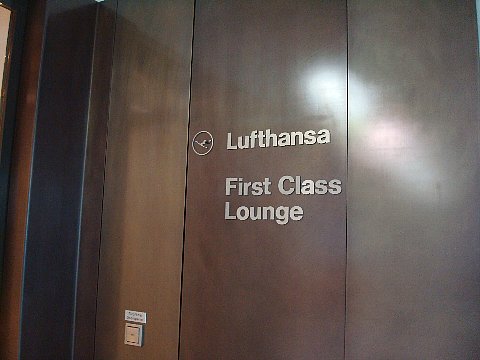 Lufthansa
First Class
Lounge